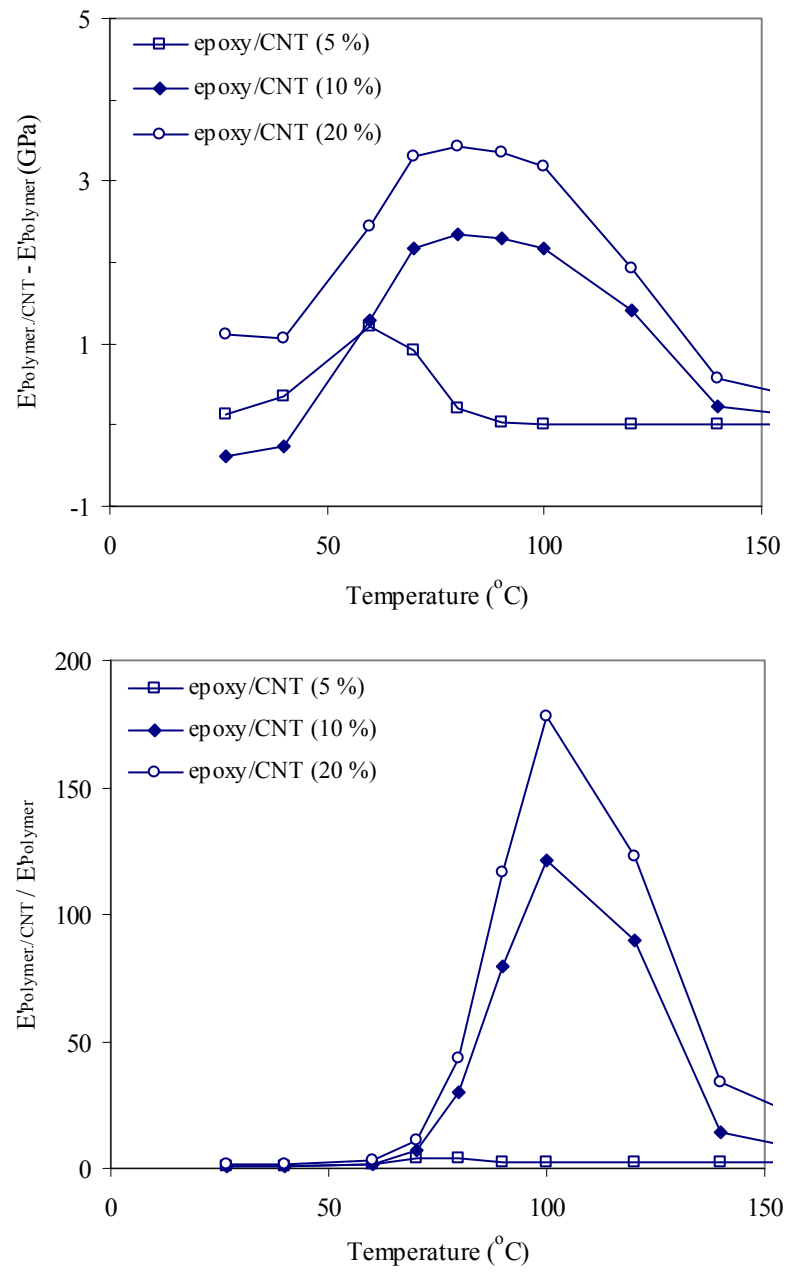 5
epoxy/CNT (5 %)
epoxy/CNT (10 %)
epoxy/CNT (20 %)
3
1
-1
E'Polymer./CNT - E'Polymer (GPa)
0 50 100 150
Temperature (°C)
200
epoxy/CNT (5 %)
epoxy/CNT (10 %)
epoxy/CNT (20 %)
150
100
50
0
E'Polymer./CNT / E'Polymer
0 50 100 150
Temperature (°C)